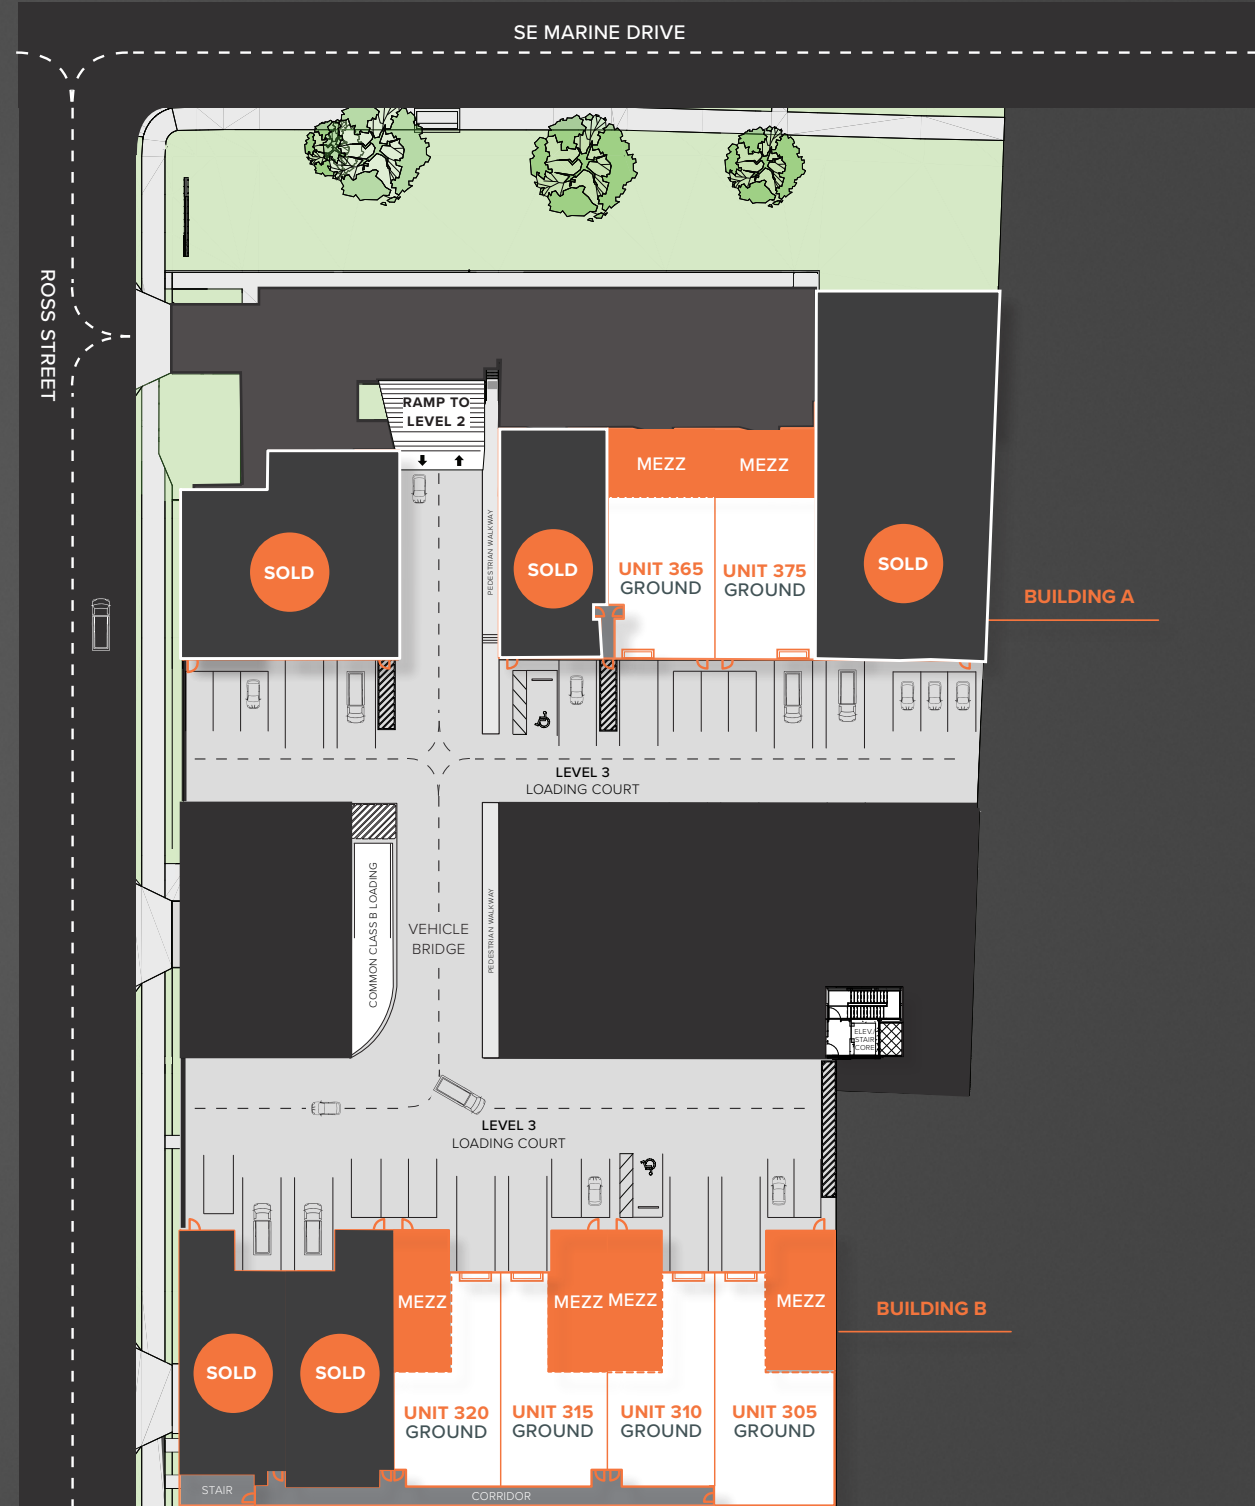 SE MARINE DRIVE
ROSS STREET
RAMP TO
LEVEL 2
MEZZ
MEZZ
PEDESTRIAN WALKWAY
SOLD
SOLD
UNIT 365
GROUND
UNIT 375
GROUND
SOLD
BUILDING A
LEVEL 3
LOADING COURT
COMMON CLASS B LOADING
VEHICLE
BRIDGE
PEDESTRIAN WALKWAY
ELEV./
STAIR
CORE
LEVEL 3
LOADING COURT
MEZZ
MEZZ
MEZZ
MEZZ
BUILDING B
SOLD
SOLD
UNIT 320
GROUND
UNIT 315
GROUND
UNIT 310
GROUND
UNIT 305
GROUND
STAIR
CORRIDOR